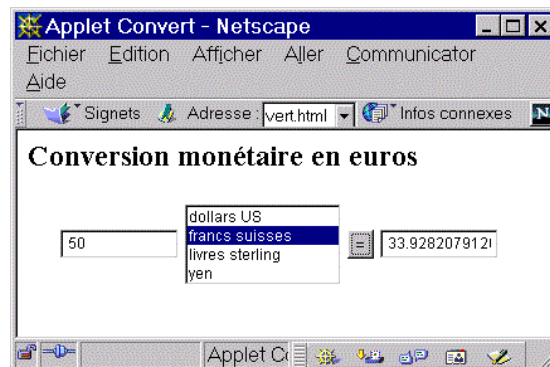 Applet Convert - Netscape
Fichier Edition Afficher Aller Communicator
Aide
Signets Adresse : vert.html Infos connexes N
Conversion monétaire en euros
dollars US
50 francs suisses = 33.928207912
livres sterling
yen
Applet C